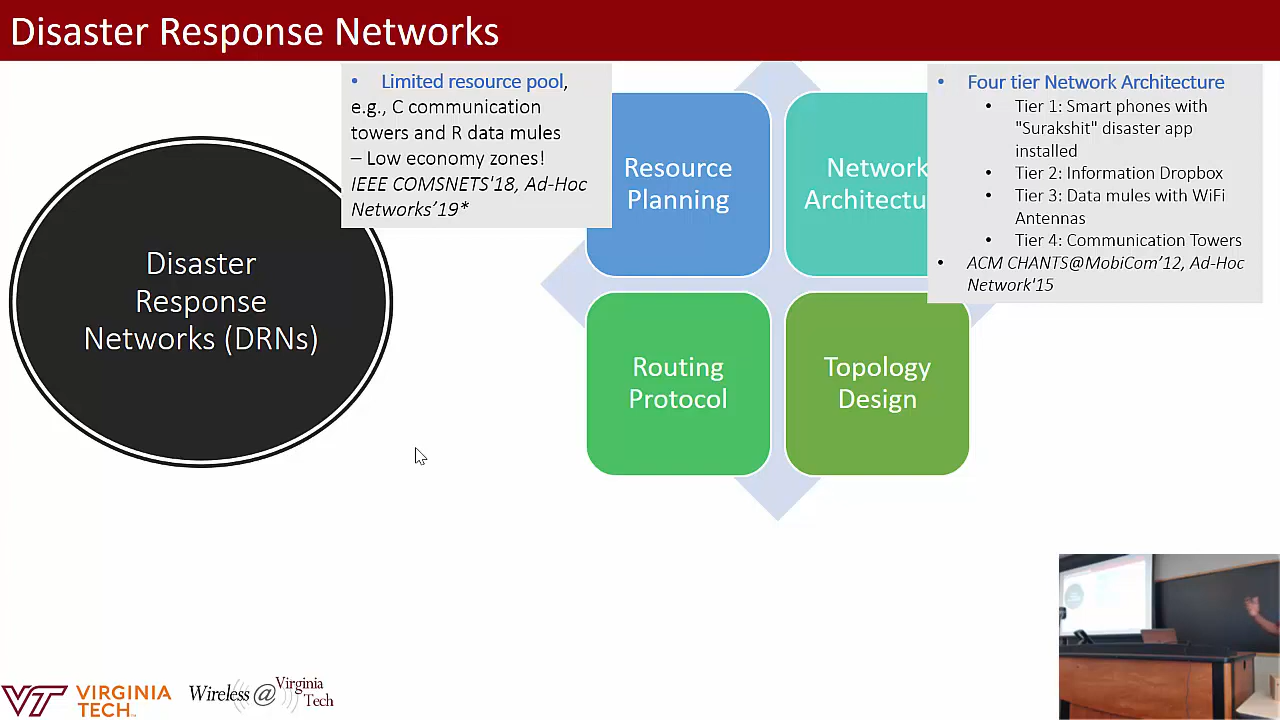 Disaster Response Networks
• Limited resource pool,
e.g., C communication
towers and R data mules
– Low economy zones!
IEEE COMSNETS'18, Ad-Hoc
Networks’19*
Resource
Planning
Network
Architectu
• Four tier Network Architecture
• Tier 1: Smart phones with
"Surakshit" disaster app
installed
• Tier 2: Information Dropbox
• Tier 3: Data mules with WiFi
Antennas
• Tier 4: Communication Towers
• ACM CHANTS@MobiCom’12, Ad-Hoc
Network'15
Disaster
Response
Networks (DRNs)
Routing
Protocol
Topology
Design
VT VIRGINIA
TECH
Wireless@Virginia
Tech